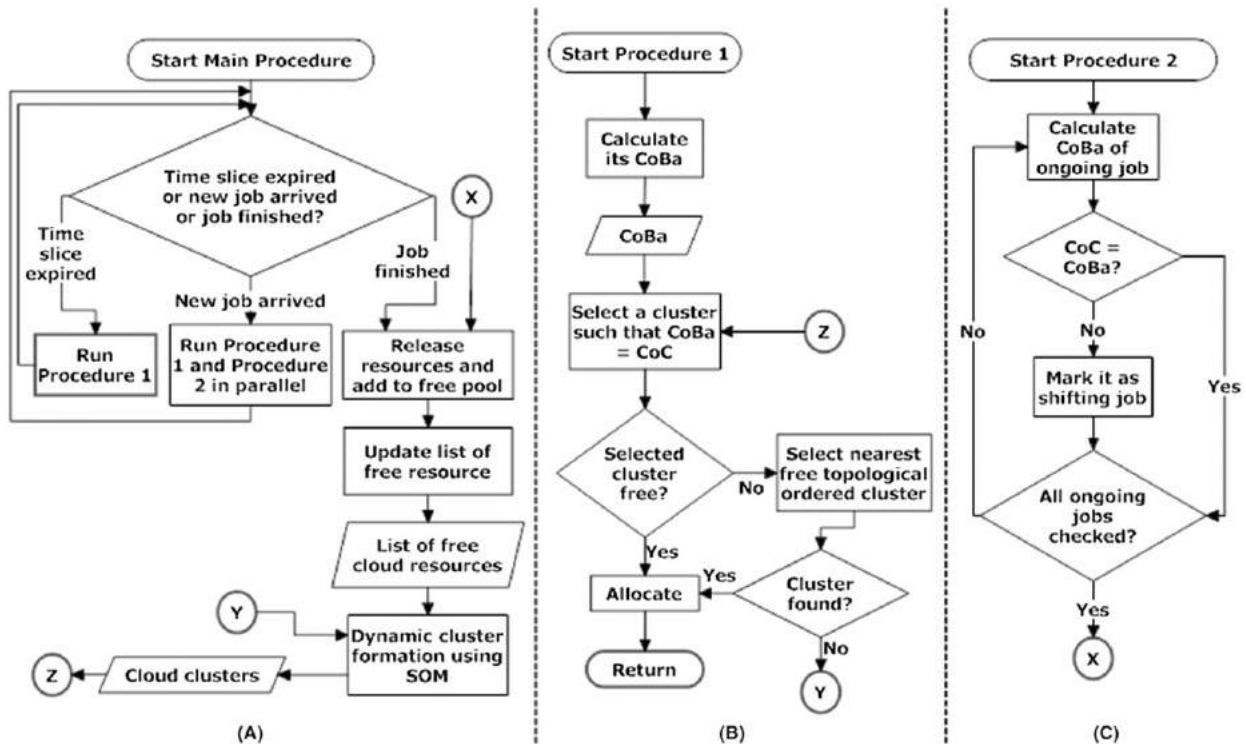 Start Main Procedure
Time slice expired
or new job arrived
or job finished?
X
Time
slice
expired
Job
finished
New job arrived
Run
Procedure 1
Run Procedure
1 and Procedure
2 in parallel
Release
resources and
add to free pool
Update list of
free resource
List of free
cloud resources
Y
Dynamic cluster
formation using
SOM
Z
Cloud clusters
(A)
Start Procedure 1
Calculate
its CoBa
CoBa
Select a cluster
such that CoBa
= CoC
Z
Selected
cluster
free?
No
Select nearest
free topological
ordered cluster
Yes
Allocate
Yes
Cluster
found?
No
Return
Y
(B)
Start Procedure 2
Calculate
CoBa of
ongoing job
CoC =
CoBa?
No
No
Mark it as
shifting job
Yes
All ongoing
jobs
checked?
Yes
X
(C)